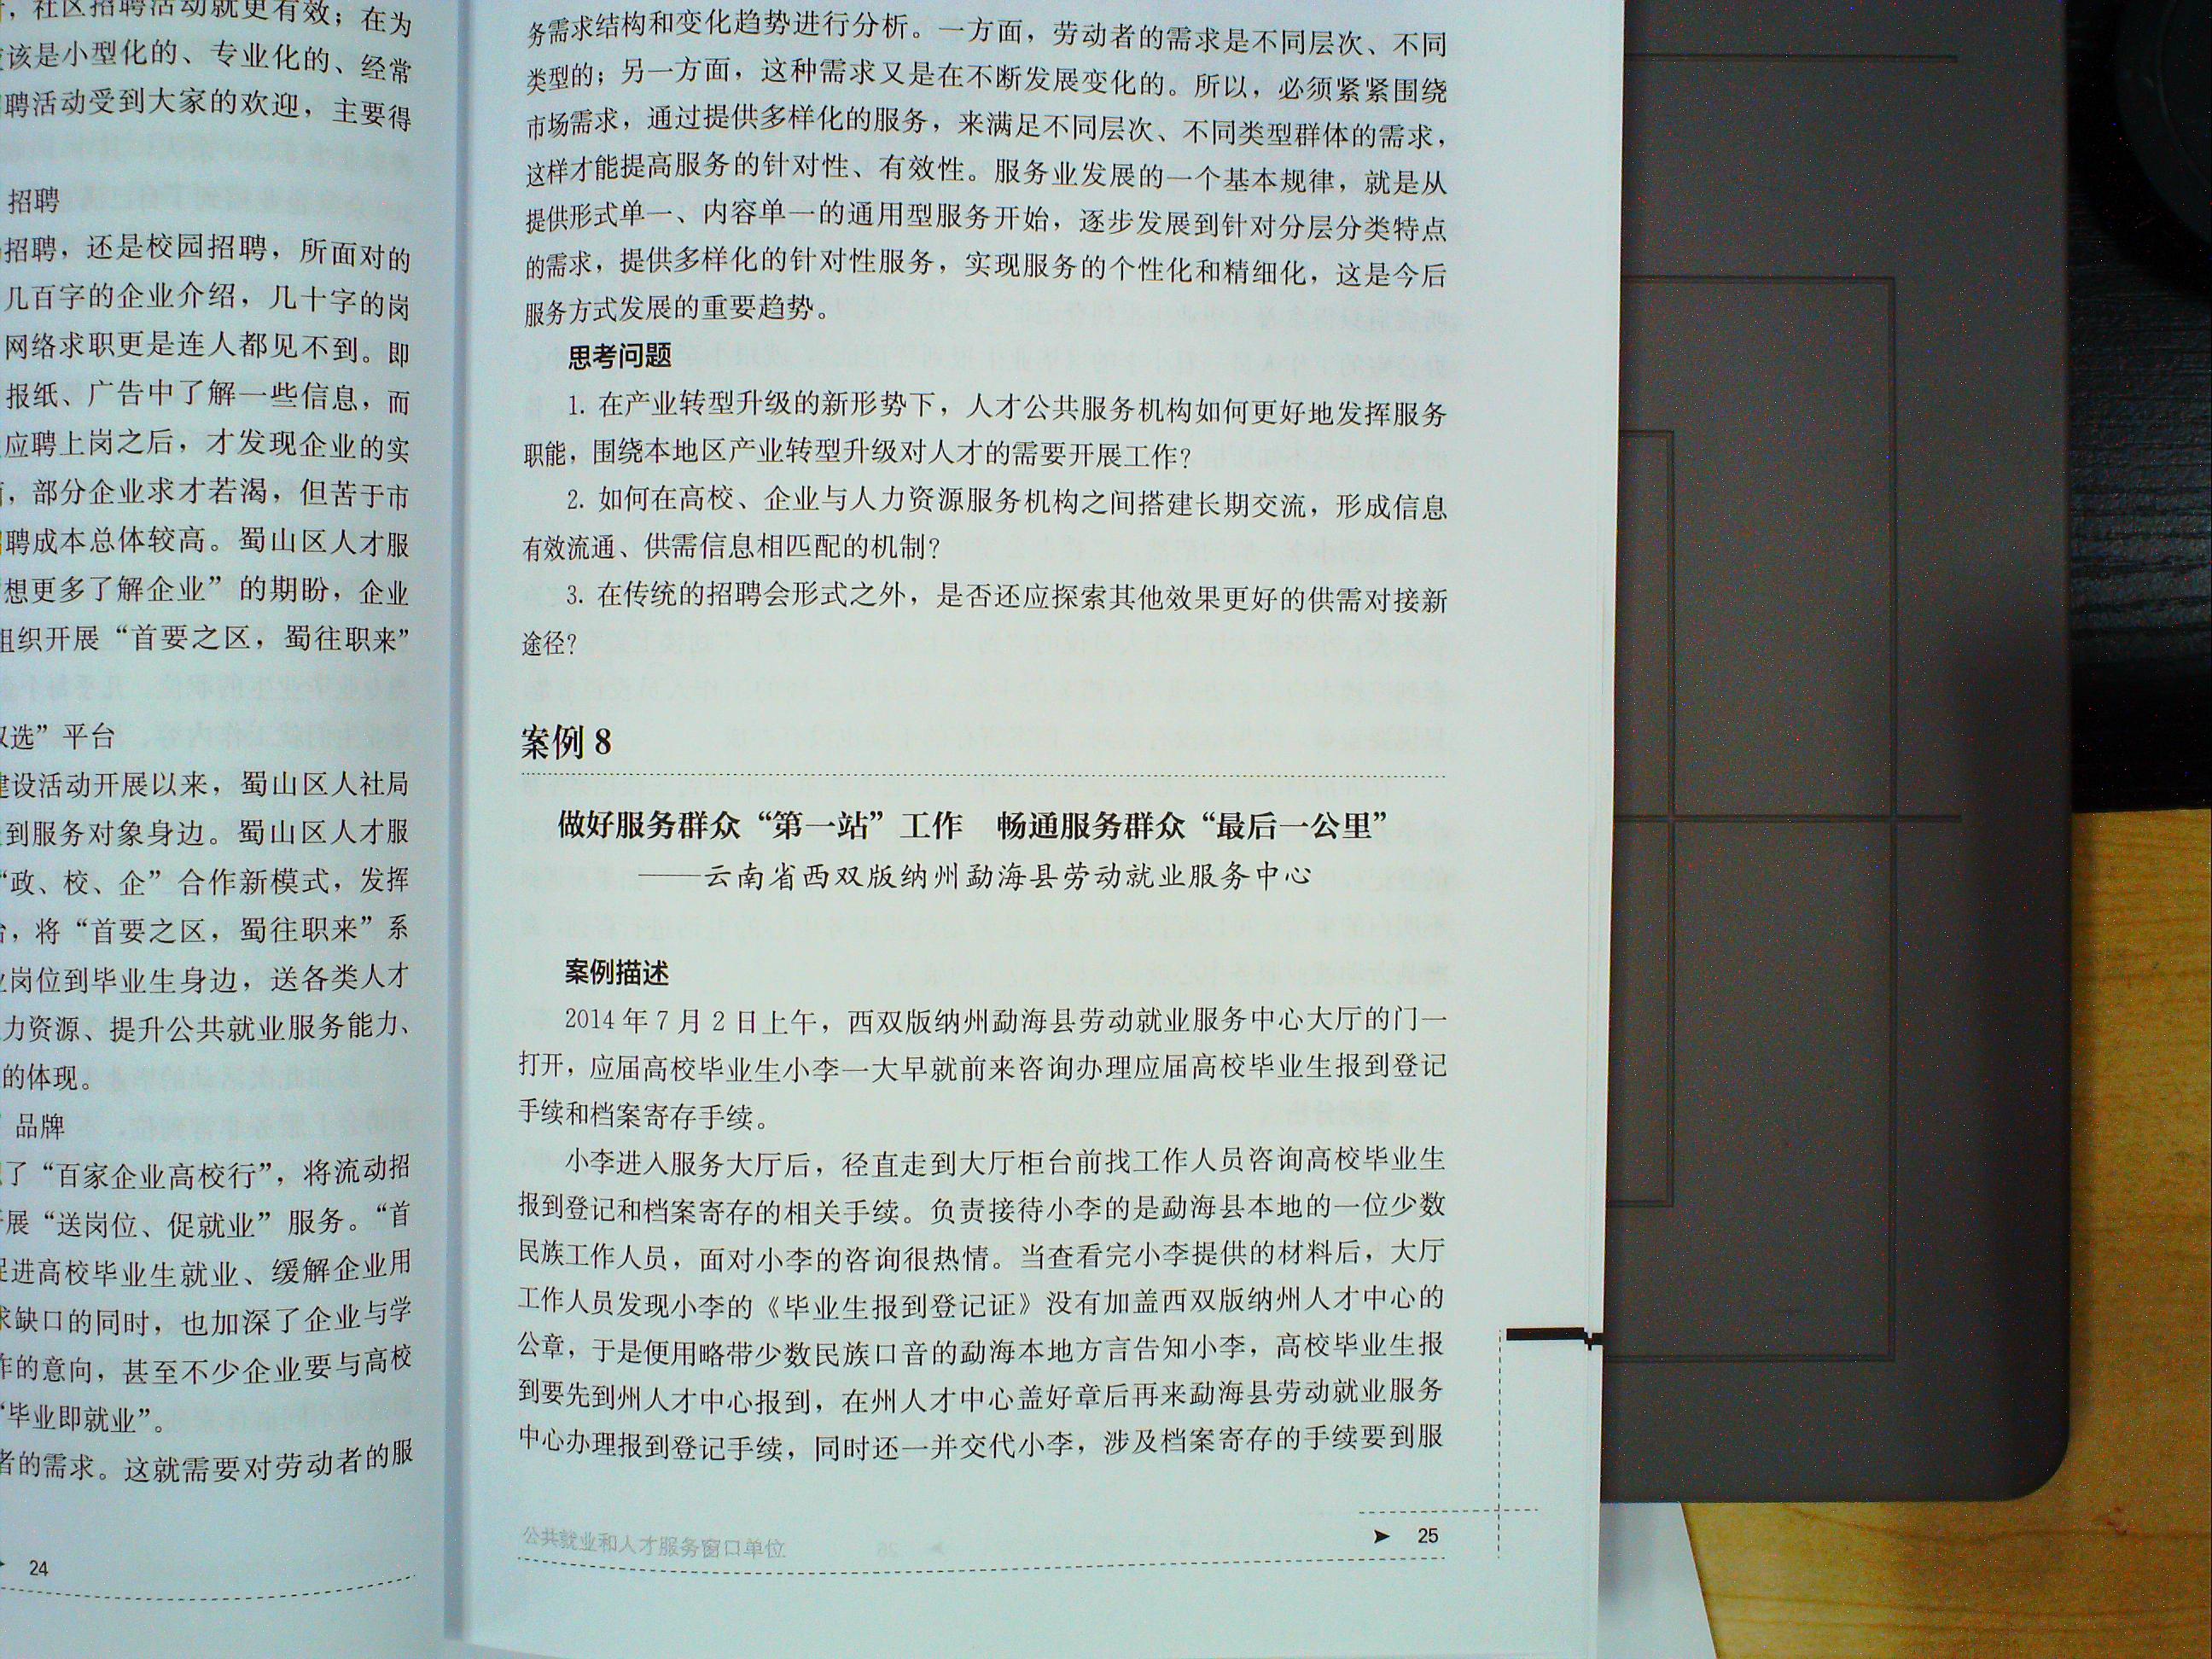 ，社区招聘活动就更有效；在为
该是小型化的、专业化的、经常
聘活动受到大家的欢迎，主要得
招聘
招聘，还是校园招聘，所面对的
几百字的企业介绍，几十字的岗
网络求职更是连人都见不到。即
报纸、广告中了解一些信息，而
应聘上岗之后，才发现企业的实
，部分企业求才若渴，但苦于市
聘成本总体较高。蜀山区人才服
想更多了解企业”的期盼，企业
组织开展“首要之区，蜀往职来”
双选”平台
建设活动开展以来，蜀山区人社局
到服务对象身边。蜀山区人才服
“政、校、企”合作新模式，发挥
，将“首要之区，蜀往职来”系
岗位到毕业生身边，送各类人才
力资源、提升公共就业服务能力、
的体现。
品牌
了“百家企业高校行”，将流动招
展“送岗位、促就业”服务。“首
促进高校毕业生就业、缓解企业用
求缺口的同时，也加深了企业与学
作的意向，甚至不少企业要与高校
“毕业即就业”。
者的需求。这就需要对劳动者的服
24
务需求结构和变化趋势进行分析。一方面，劳动者的需求是不同层次、不同
类型的；另一方面，这种需求又是在不断发展变化的。所以，必须紧紧围绕
市场需求，通过提供多样化的服务，来满足不同层次、不同类型群体的需求，
这样才能提高服务的针对性、有效性。服务业发展的一个基本规律，就是从
提供形式单一、内容单一的通用型服务开始，逐步发展到针对分层分类特点
的需求，提供多样化的针对性服务，实现服务的个性化和精细化，这是今后
服务方式发展的重要趋势。
思考问题
1. 在产业转型升级的新形势下，人才公共服务机构如何更好地发挥服务
职能，围绕本地区产业转型升级对人才的需要开展工作？
2. 如何在高校、企业与人力资源服务机构之间搭建长期交流，形成信息
有效流通、供需信息相匹配的机制？
3. 在传统的招聘会形式之外，是否还应探索其他效果更好的供需对接新
途径？
案例 8
做好服务群众“第一站”工作　畅通服务群众“最后一公里”
——云南省西双版纳州勐海县劳动就业服务中心
案例描述
2014 年 7 月 2 日上午，西双版纳州勐海县劳动就业服务中心大厅的门一
打开，应届高校毕业生小李一大早就前来咨询办理应届高校毕业生报到登记
手续和档案寄存手续。
小李进入服务大厅后，径直走到大厅柜台前找工作人员咨询高校毕业生
报到登记和档案寄存的相关手续。负责接待小李的是勐海县本地的一位少数
民族工作人员，面对小李的咨询很热情。当查看完小李提供的材料后，大厅
工作人员发现小李的《毕业生报到登记证》没有加盖西双版纳州人才中心的
公章，于是便用略带少数民族口音的勐海本地方言告知小李，高校毕业生报
到要先到州人才中心报到，在州人才中心盖好章后再来勐海县劳动就业服务
中心办理报到登记手续，同时还一并交代小李，涉及档案寄存的手续要到服
公共就业和人才服务窗口单位
25